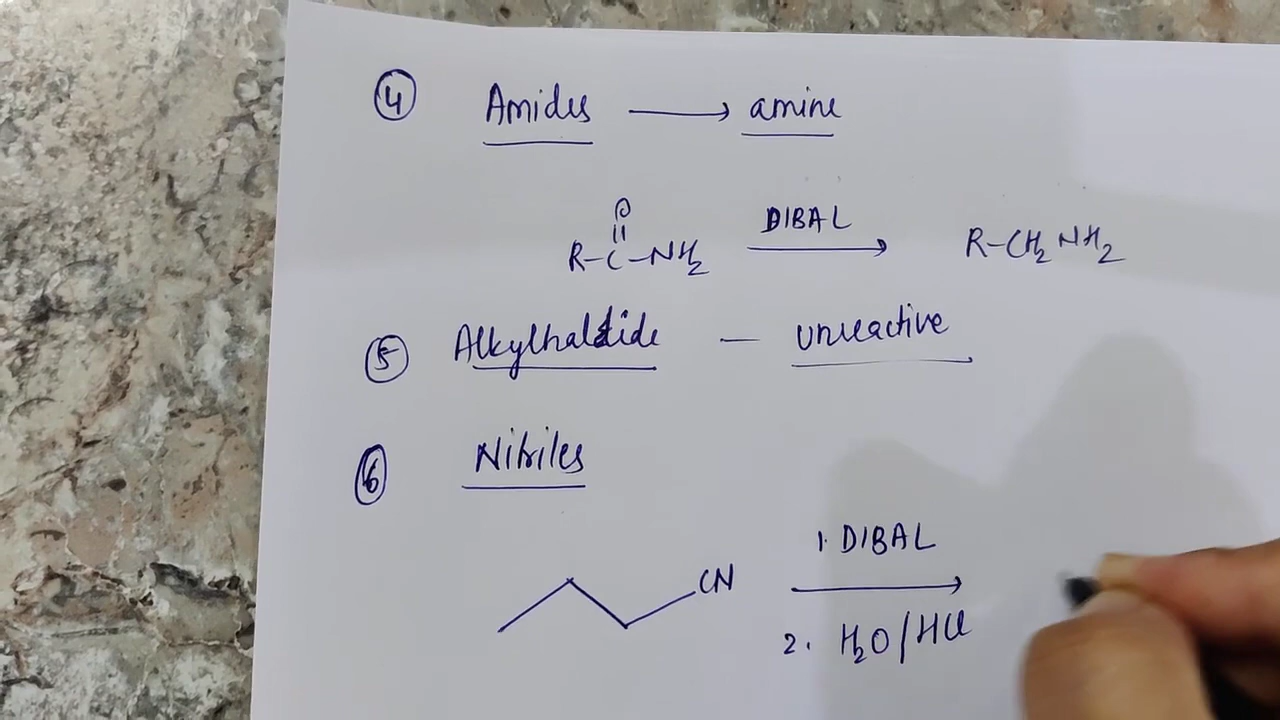 ④ Amides ⟶ amine
O
R-C-NH₂ DIBAL ⟶ R-CH₂NH₂
⑤ Alkylhalide — unreactive
⑥ Nitriles
1. DIBAL
CN ⟶
2. H₂O/HCl